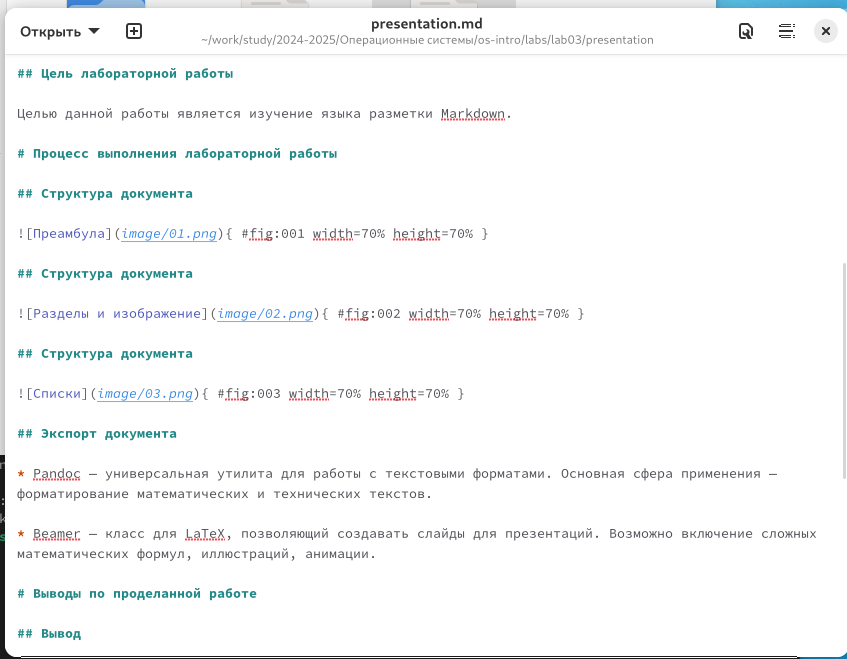 Открыть
presentation.md
~/work/study/2024-2025/Операционные системы/os-intro/labs/lab03/presentation
## Цель лабораторной работы
Целью данной работы является изучение языка разметки Markdown.
# Процесс выполнения лабораторной работы
## Структура документа
![Преамбула](image/01.png){ #fig:001 width=70% height=70% }
## Структура документа
![Разделы и изображение](image/02.png){ #fig:002 width=70% height=70% }
## Структура документа
![Списки](image/03.png){ #fig:003 width=70% height=70% }
## Экспорт документа
* Pandoc — универсальная утилита для работы с текстовыми форматами. Основная сфера применения —
форматирование математических и технических текстов.
* Beamer — класс для LaTeX, позволяющий создавать слайды для презентаций. Возможно включение сложных
математических формул, иллюстраций, анимации.
# Выводы по проделанной работе
## Вывод